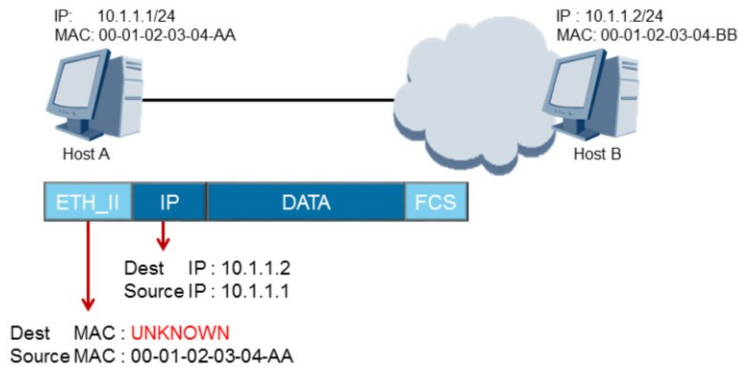 IP: 10.1.1.1/24
MAC: 00-01-02-03-04-AA
IP : 10.1.1.2/24
MAC: 00-01-02-03-04-BB
Host A
Host B
ETH_II IP DATA FCS
Dest IP : 10.1.1.2
Source IP : 10.1.1.1
Dest MAC : UNKNOWN
Source MAC : 00-01-02-03-04-AA